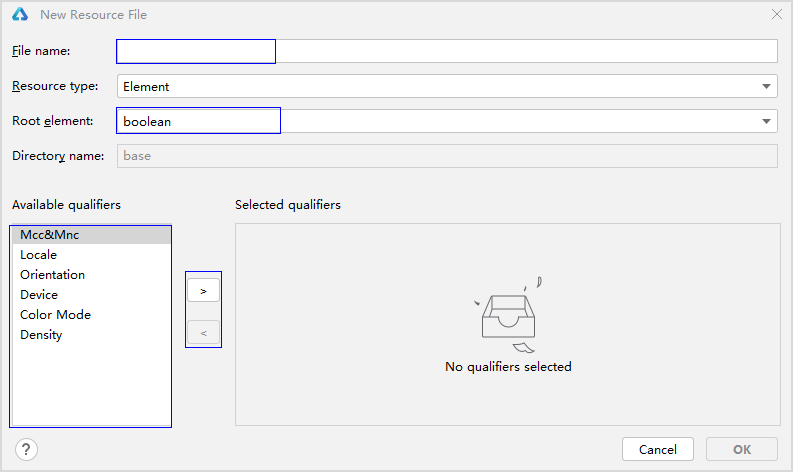 New Resource File
File name:
Resource type: Element
Root element: boolean
Directory name: base
Available qualifiers
Selected qualifiers
Mcc&Mnc
Locale
Orientation
Device
Color Mode
Density
>
<
No qualifiers selected
?
Cancel
OK